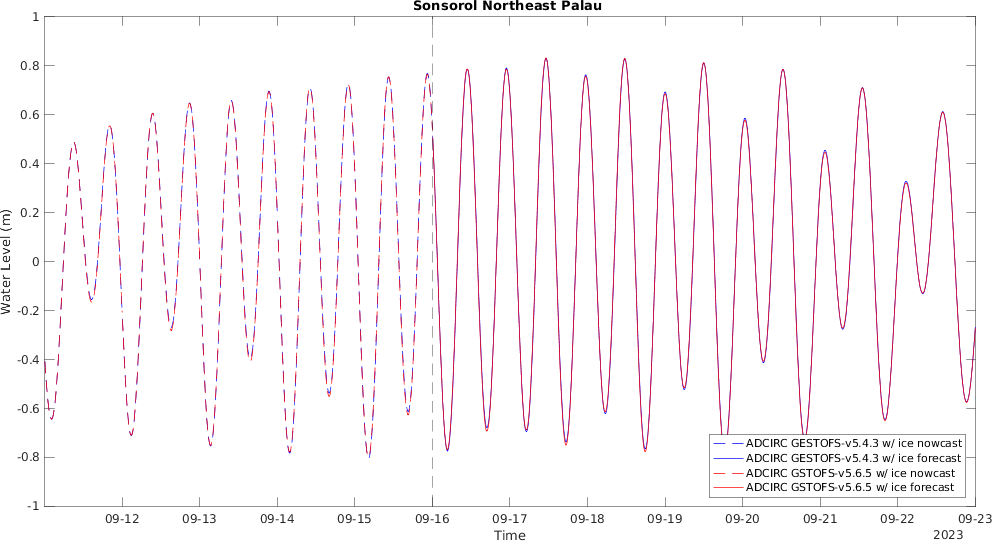 Sonsorol Northeast Palau
1
0.8
0.6
0.4
0.2
0
-0.2
-0.4
-0.6
-0.8
-1
Water Level (m)
ADCIRC GESTOFS-v5.4.3 w/ ice nowcast
ADCIRC GESTOFS-v5.4.3 w/ ice forecast
ADCIRC GSTOFS-v5.6.5 w/ ice nowcast
ADCIRC GSTOFS-v5.6.5 w/ ice forecast
09-12 09-13 09-14 09-15 09-16 09-17 09-18 09-19 09-20 09-21 09-22 09-23
Time
2023